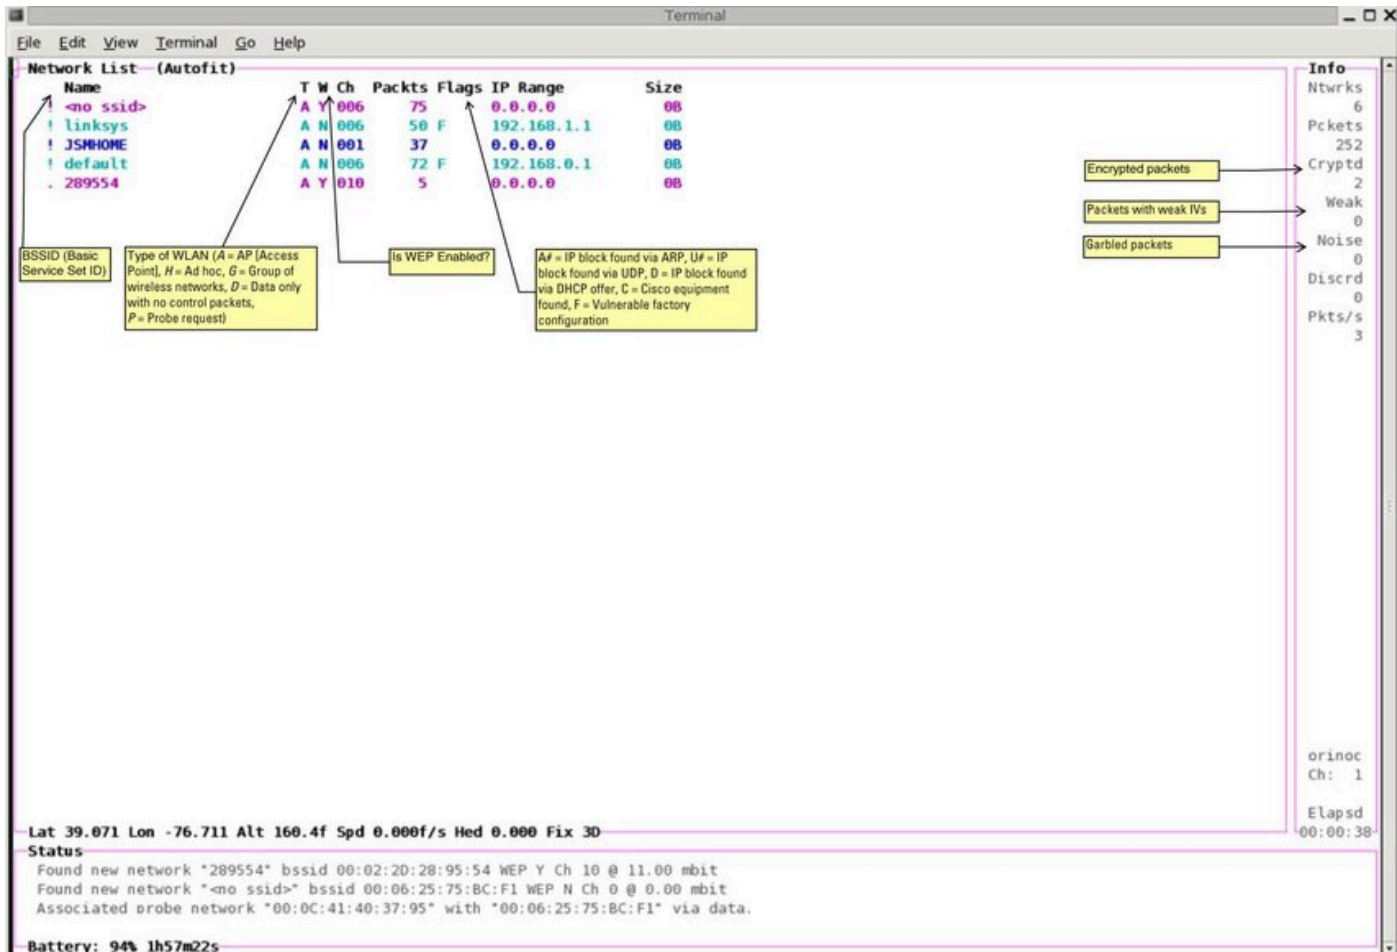 Terminal
File Edit View Terminal Go Help
Network List (Autofit)
Name T W Ch Packts Flags IP Range Size
! <no ssid> A Y 006 75 0.0.0.0 0B
! linksys A N 006 50 F 192.168.1.1 0B
! JSMHOME A N 001 37 0.0.0.0 0B
! default A N 006 72 F 192.168.0.1 0B
. 289554 A Y 010 5 0.0.0.0 0B
BSSID (Basic
Service Set ID)
Type of WLAN (A = AP [Access
Point], H = Ad hoc, G = Group of
wireless networks, D = Data only
with no control packets,
P = Probe request)
Is WEP Enabled?
A# = IP block found via ARP, U# = IP
block found via UDP, D = IP block found
via DHCP offer, C = Cisco equipment
found, F = Vulnerable factory
configuration
Encrypted packets
Packets with weak IVs
Garbled packets
Info
Ntwrks
6
Pckets
252
Cryptd
2
Weak
0
Noise
0
Discrd
0
Pkts/s
3
orinoc
Ch: 1
Elapsd
00:00:38
Lat 39.071 Lon -76.711 Alt 160.4f Spd 0.000f/s Hed 0.000 Fix 3D
Status
Found new network "289554" bssid 00:02:2D:28:95:54 WEP Y Ch 10 @ 11.00 mbit
Found new network "<no ssid>" bssid 00:06:25:75:BC:F1 WEP N Ch 0 @ 0.00 mbit
Associated probe network "00:0C:41:40:37:95" with "00:06:25:75:BC:F1" via data.
Battery: 94% 1h57m22s